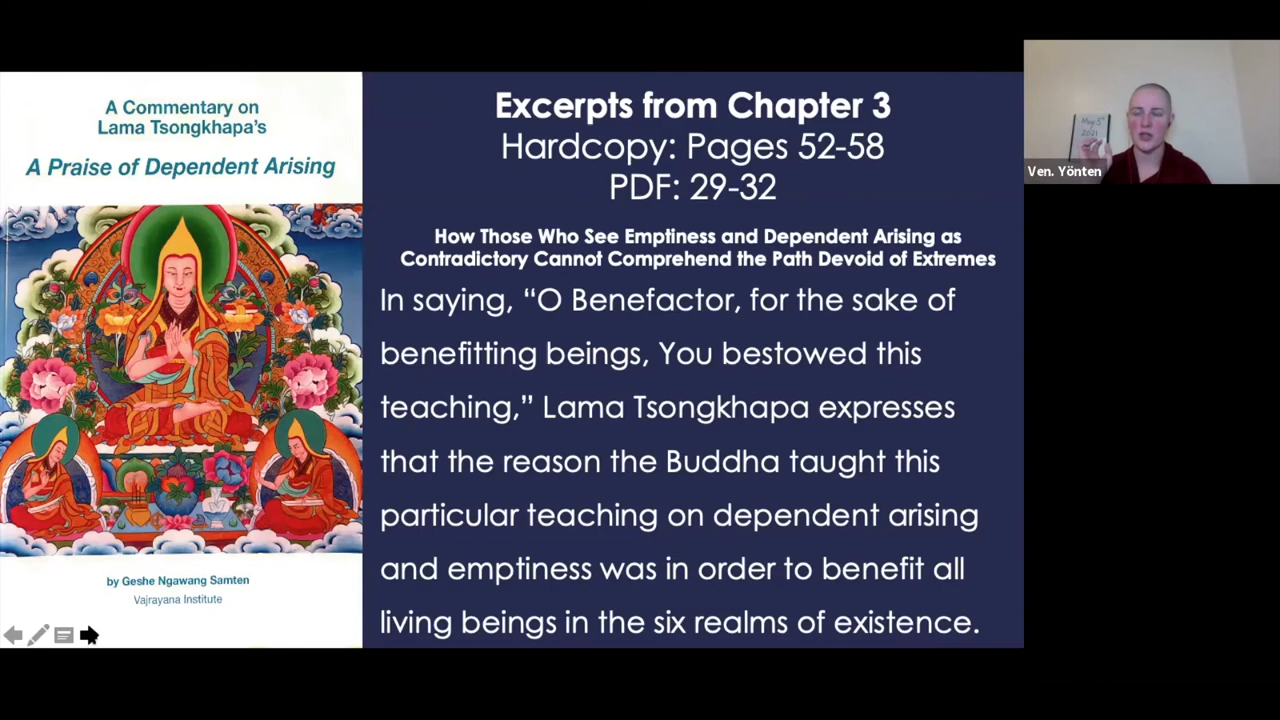 A Commentary on
Lama Tsongkhapa's
A Praise of Dependent Arising
by Geshe Ngawang Samten
Vajrayana Institute
Excerpts from Chapter 3
Hardcopy: Pages 52-58
PDF: 29-32
How Those Who See Emptiness and Dependent Arising as
Contradictory Cannot Comprehend the Path Devoid of Extremes
In saying, “O Benefactor, for the sake of
benefitting beings, You bestowed this
teaching,” Lama Tsongkhapa expresses
that the reason the Buddha taught this
particular teaching on dependent arising
and emptiness was in order to benefit all
living beings in the six realms of existence.
May 5th
2021
Ven. Yönten